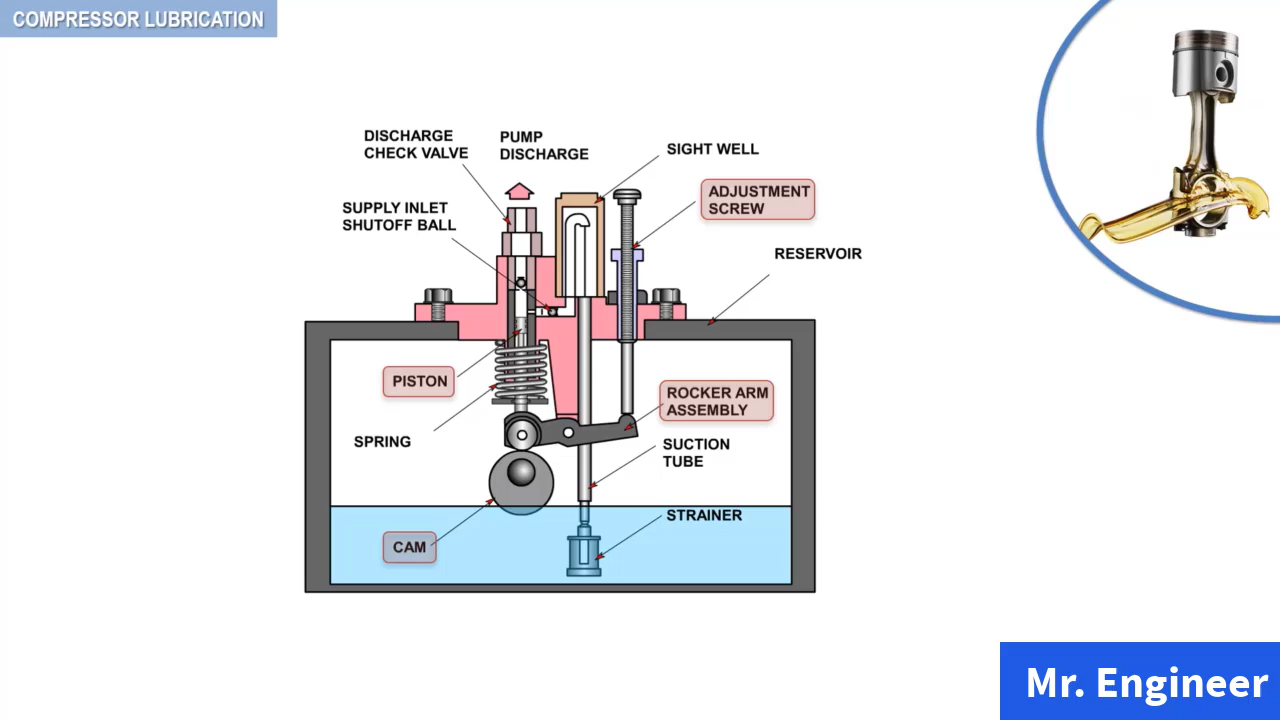 COMPRESSOR LUBRICATION
DISCHARGE
CHECK VALVE
PUMP
DISCHARGE
SIGHT WELL
ADJUSTMENT
SCREW
SUPPLY INLET
SHUTOFF BALL
RESERVOIR
PISTON
ROCKER ARM
ASSEMBLY
SPRING
SUCTION
TUBE
STRAINER
CAM
Mr. Engineer